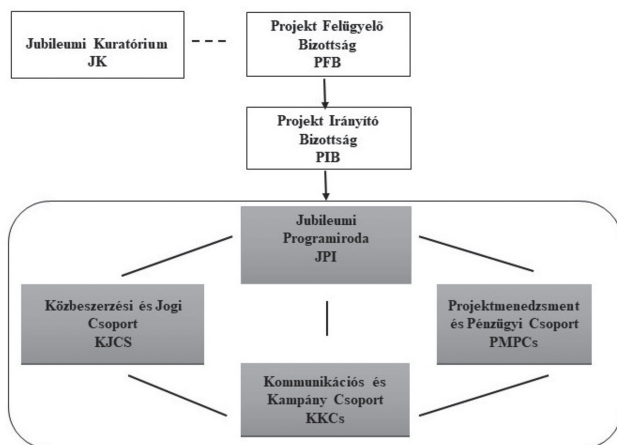 Jubileumi Kuratórium
JK
Projekt Felügyelő
Bizottság
PFB
Projekt Irányító
Bizottság
PIB
Jubileumi
Programiroda
JPI
Közbeszerzési és Jogi
Csoport
KJCS
Projektmenedzsment
és Pénzügyi Csoport
PMPCs
Kommunikációs és
Kampány Csoport
KKCs